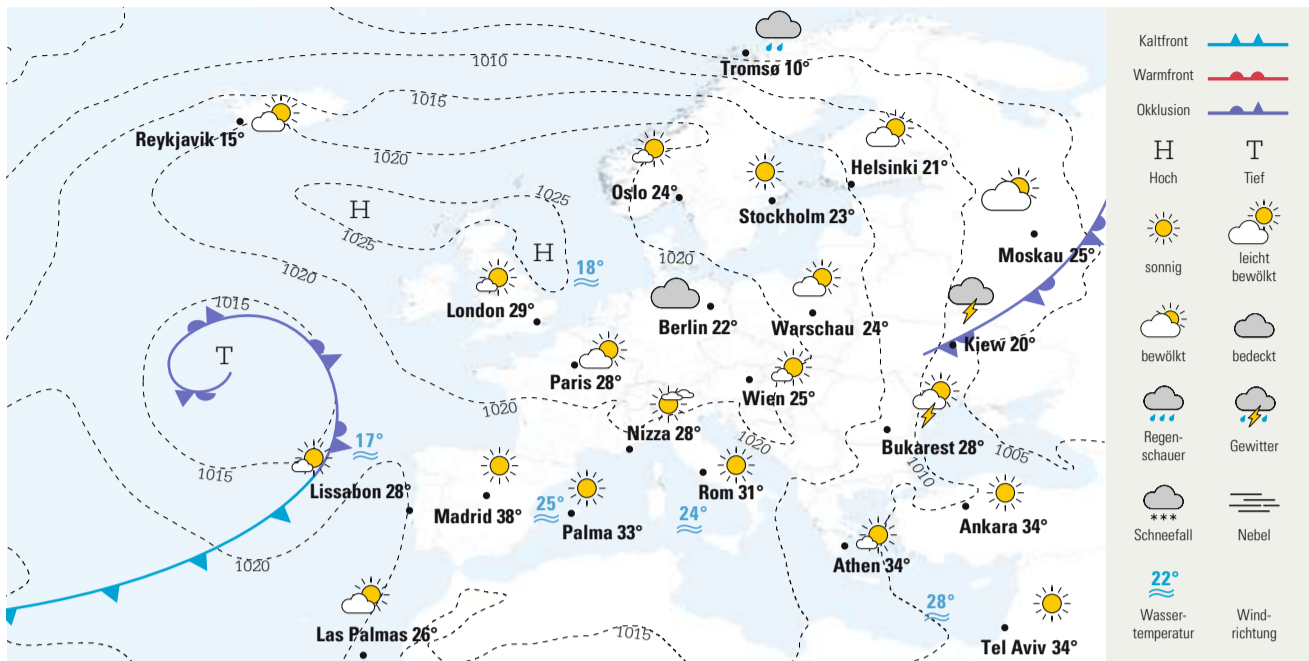 1010
Tromsø 10°
1015
Reykjavik 15°
1020
Oslo 24°
Helsinki 21°
Stockholm 23°
1025
H
1025
H
Moskau 25°
1020
18°
1020
1015
London 29°
Berlin 22°
Warschau 24°
Kiew 20°
T
Paris 28°
Wien 25°
1020
Nizza 28°
1020
Bukarest 28°
1005
1010
17°
1015
Lissabon 28°
Madrid 38°
25°
Palma 33°
24°
Rom 31°
Ankara 34°
1020
Athen 34°
28°
Las Palmas 26°
1015
Tel Aviv 34°
Kaltfront
Warmfront
Okklusion
H T
Hoch Tief
sonnig
leicht
bewölkt
bewölkt
bedeckt
Regen-
schauer
Gewitter
Schneefall
Nebel
22°
Wasser-
temperatur
Wind-
richtung